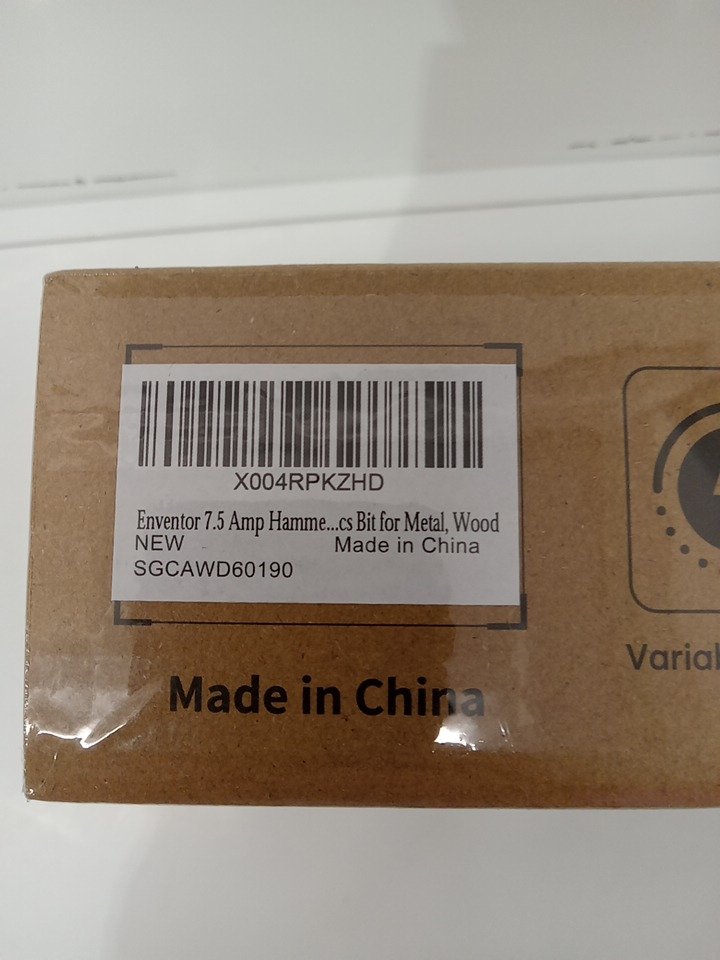 X004RPKZHD
Enventor 7.5 Amp Hamme...cs Bit for Metal, Wood
NEW Made in China
SGCAWD60190
Made in China